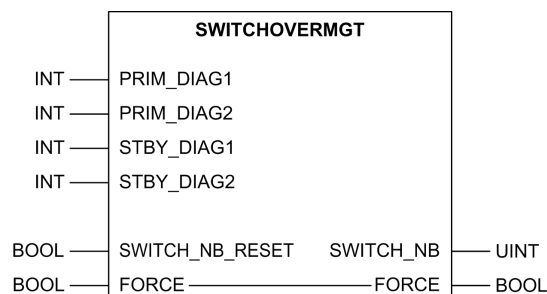 SWITCHOVERMGT
INT PRIM_DIAG1
INT PRIM_DIAG2
INT STBY_DIAG1
INT STBY_DIAG2
BOOL SWITCH_NB_RESET SWITCH_NB UINT
BOOL FORCE FORCE BOOL